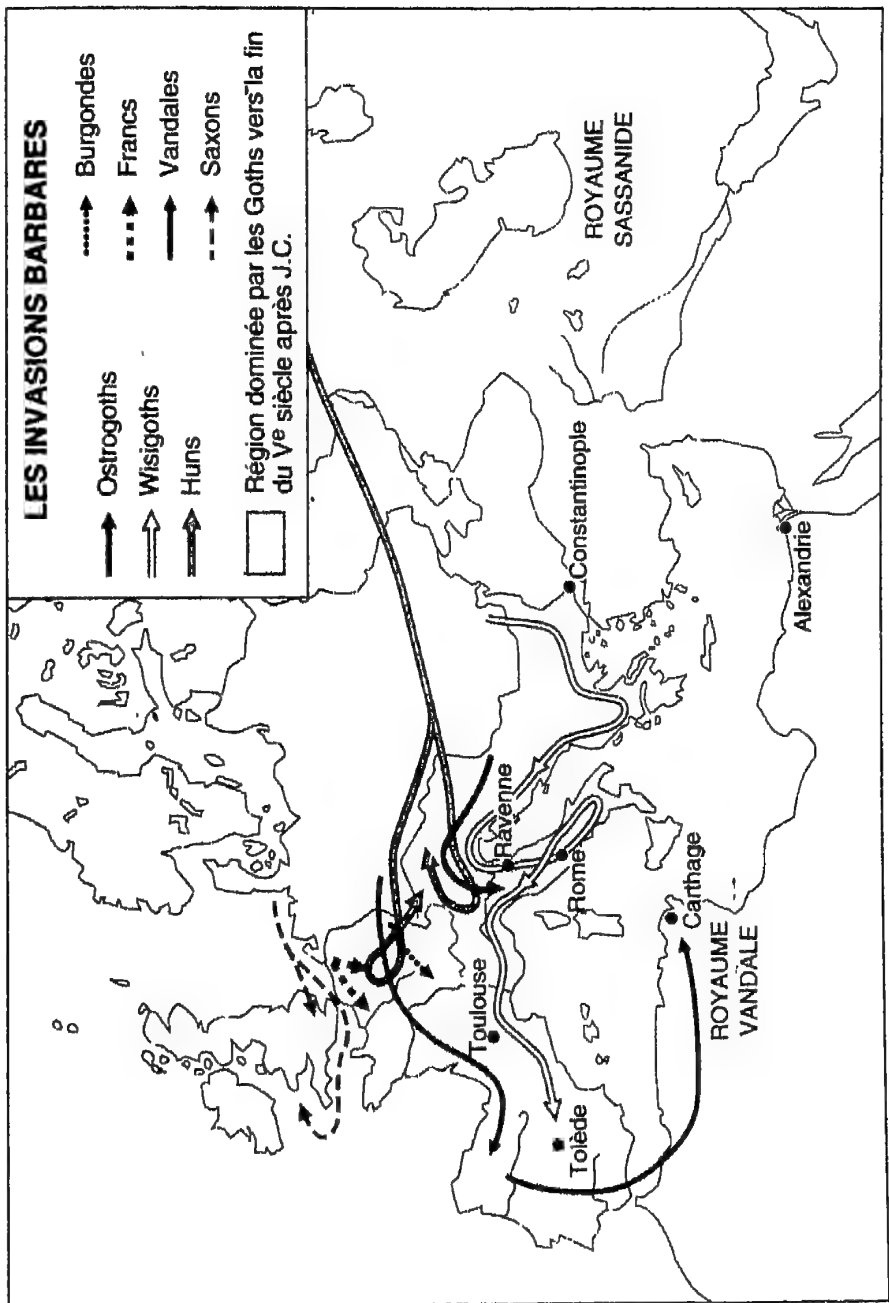 LES INVASIONS BARBARES
Ostrogoths
Wisigoths
Huns
Burgondes
Francs
Vandales
Saxons
Région dominée par les Goths vers la fin
du Ve siècle après J.C.
ROYAUME
SASSANIDE
Constantinople
Alexandrie
Ravenne
Rome
Carthage
ROYAUME
VANDALE
Toulouse
Tolède